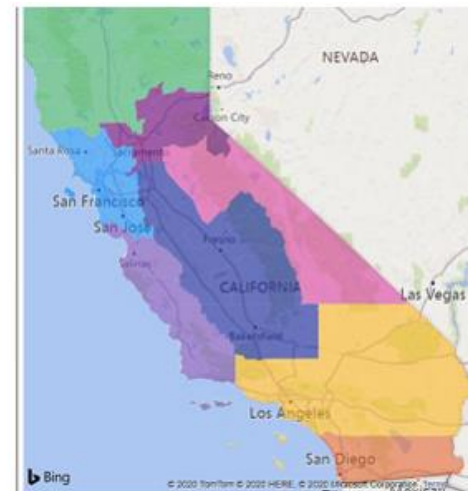 NEVADA
Reno
Carson City
Santa Rosa
Sacramento
San Francisco
San Jose
Salinas
Fresno
CALIFORNIA
Las Vegas
Bakersfield
Los Angeles
San Diego
Bing
© 2020 TomTom © 2020 HERE, © 2020 Microsoft Corporation Terms